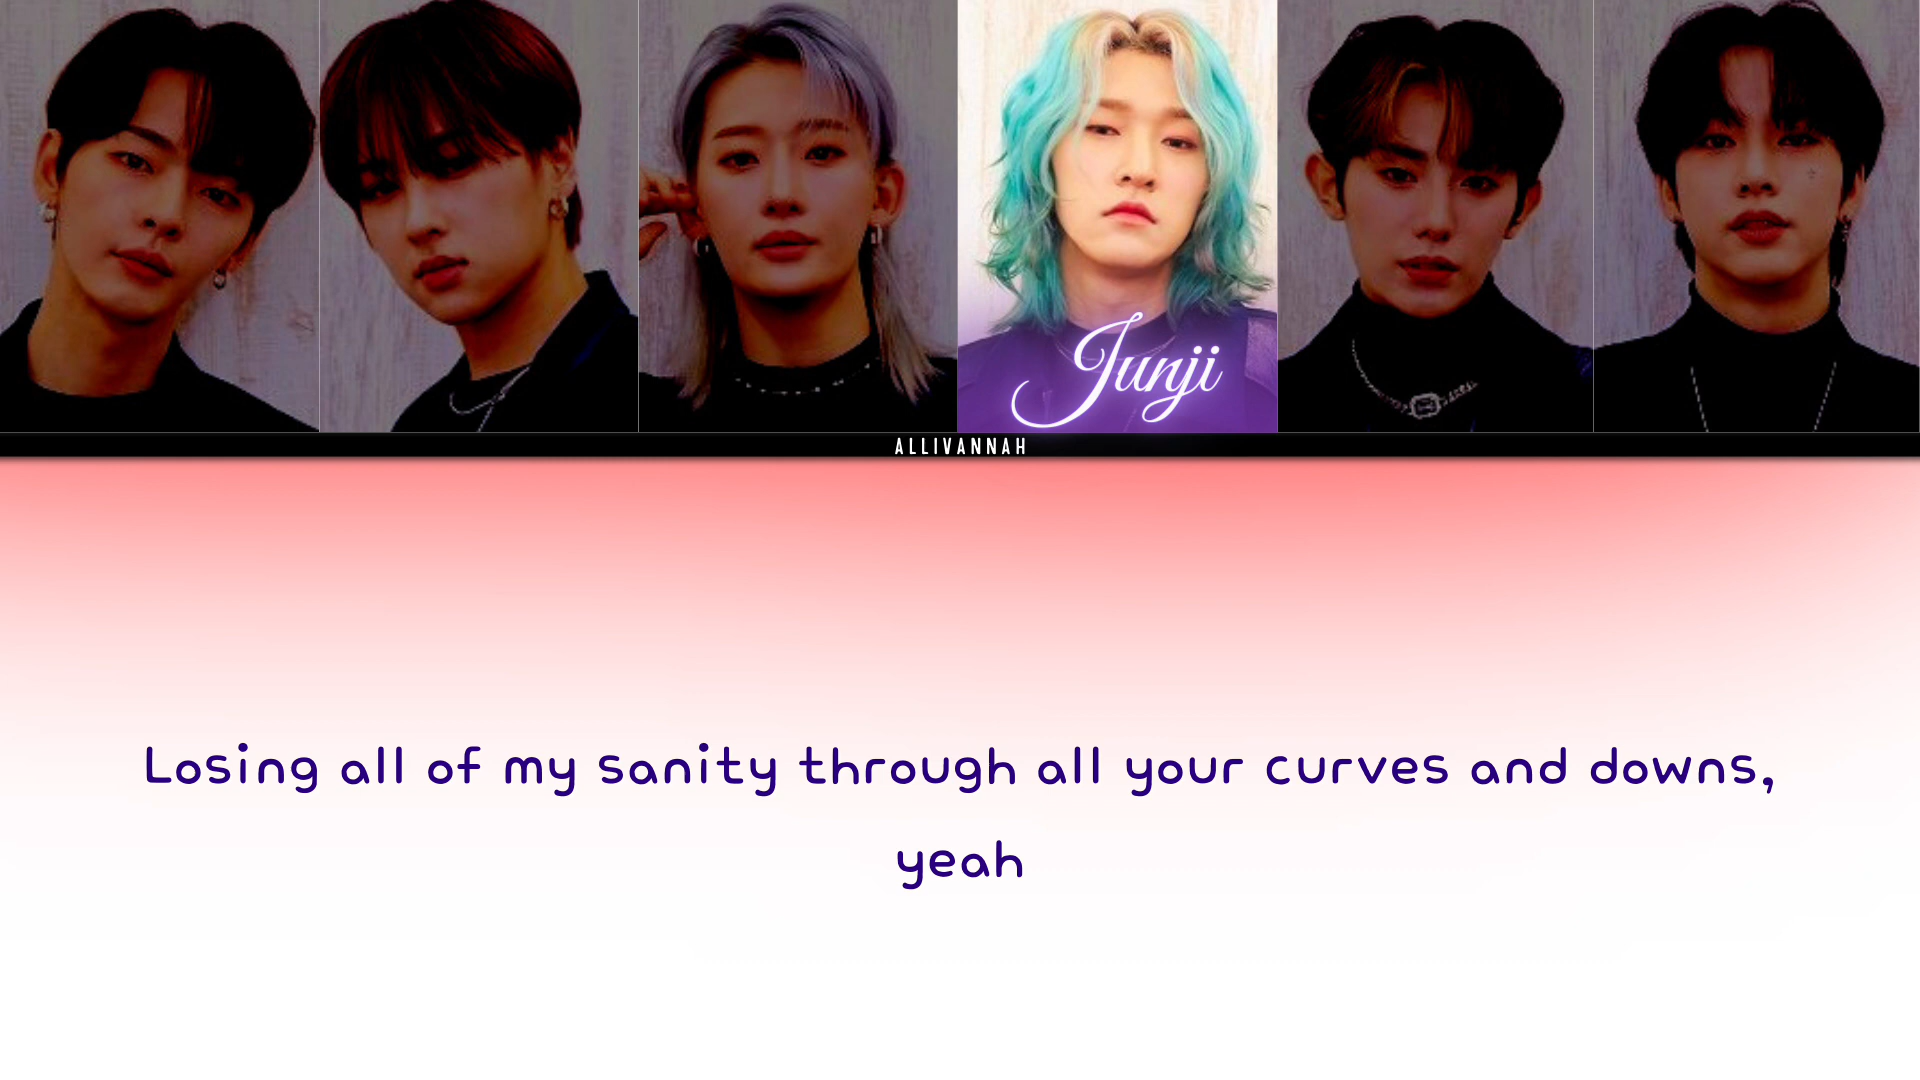 Junji
ALLIVANNAH
Losing all of my sanity through all your curves and downs,
yeah